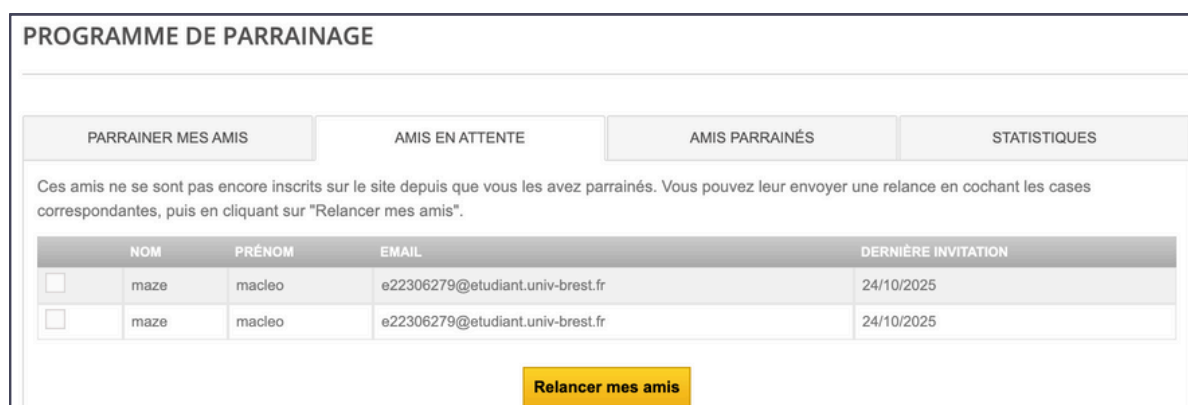 PROGRAMME DE PARRAINAGE
PARRAINER MES AMIS AMIS EN ATTENTE AMIS PARRAINÉS STATISTIQUES
Ces amis ne se sont pas encore inscrits sur le site depuis que vous les avez parrainés. Vous pouvez leur envoyer une relance en cochant les cases
correspondantes, puis en cliquant sur "Relancer mes amis".
NOM PRÉNOM EMAIL DERNIÈRE INVITATION
maze macleo e22306279@etudiant.univ-brest.fr 24/10/2025
maze macleo e22306279@etudiant.univ-brest.fr 24/10/2025
Relancer mes amis